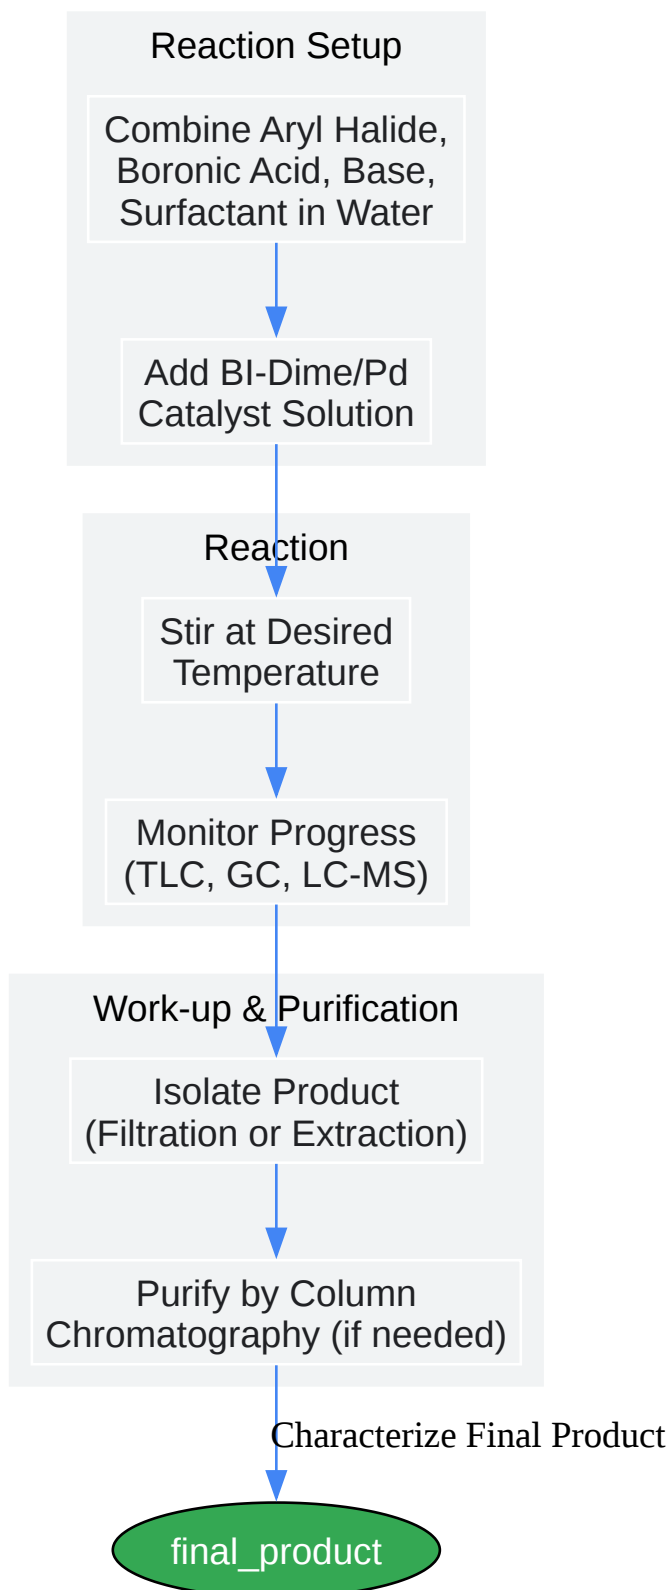 Reaction Setup
Combine Aryl Halide,
Boronic Acid, Base,
Surfactant in Water
Add BI-Dime/Pd
Catalyst Solution
Reaction
Stir at Desired
Temperature
Monitor Progress
(TLC, GC, LC-MS)
Work-up & Purification
Isolate Product
(Filtration or Extraction)
Purify by Column
Chromatography (if needed)
Characterize Final Product
final_product